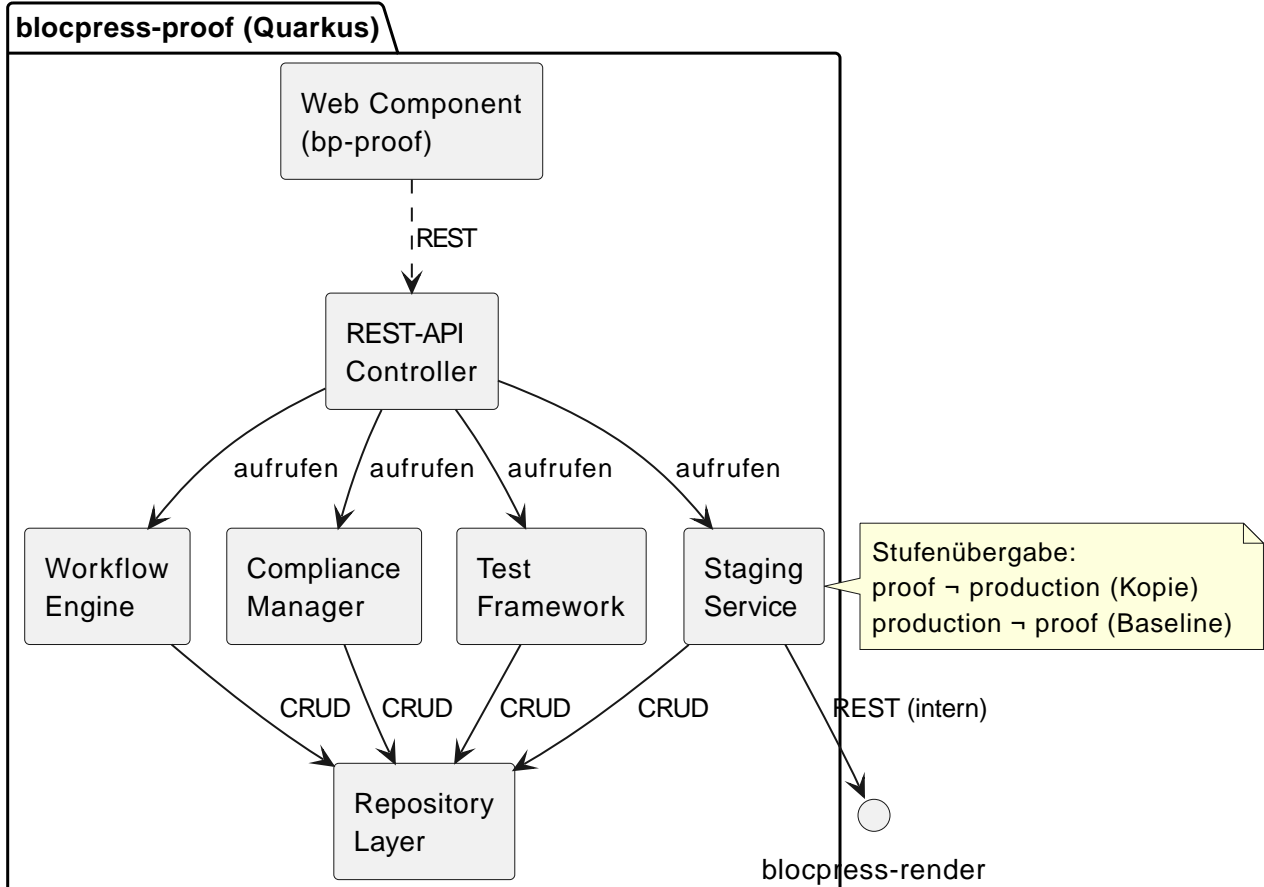 blocpress-proof (Quarkus)
Web Component
(bp-proof)
REST
REST-API
Controller
aufrufen
aufrufen
aufrufen
aufrufen
Workflow
Engine
Compliance
Manager
Test
Framework
Staging
Service
Stufenübergabe:
proof ¬ production (Kopie)
production ¬ proof (Baseline)
CRUD
CRUD
CRUD
CRUD
REST (intern)
Repository
Layer
blocpress-render